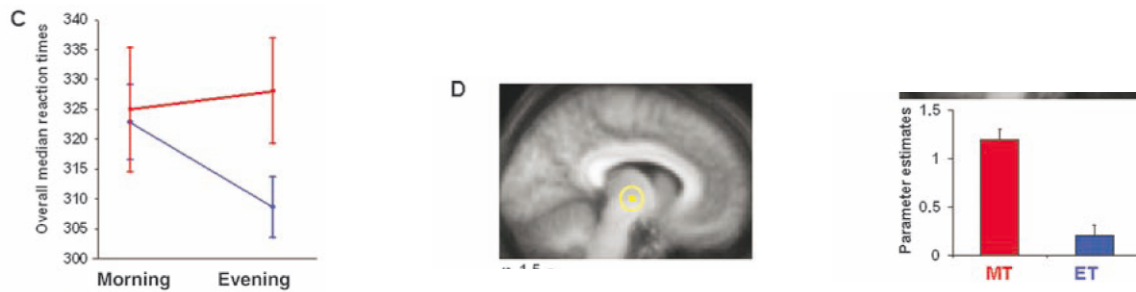 C
Overall median reaction times
340
335
330
325
320
315
310
305
300
Morning Evening
D
Parameter estimates
1.5
1
0.5
0
MT ET